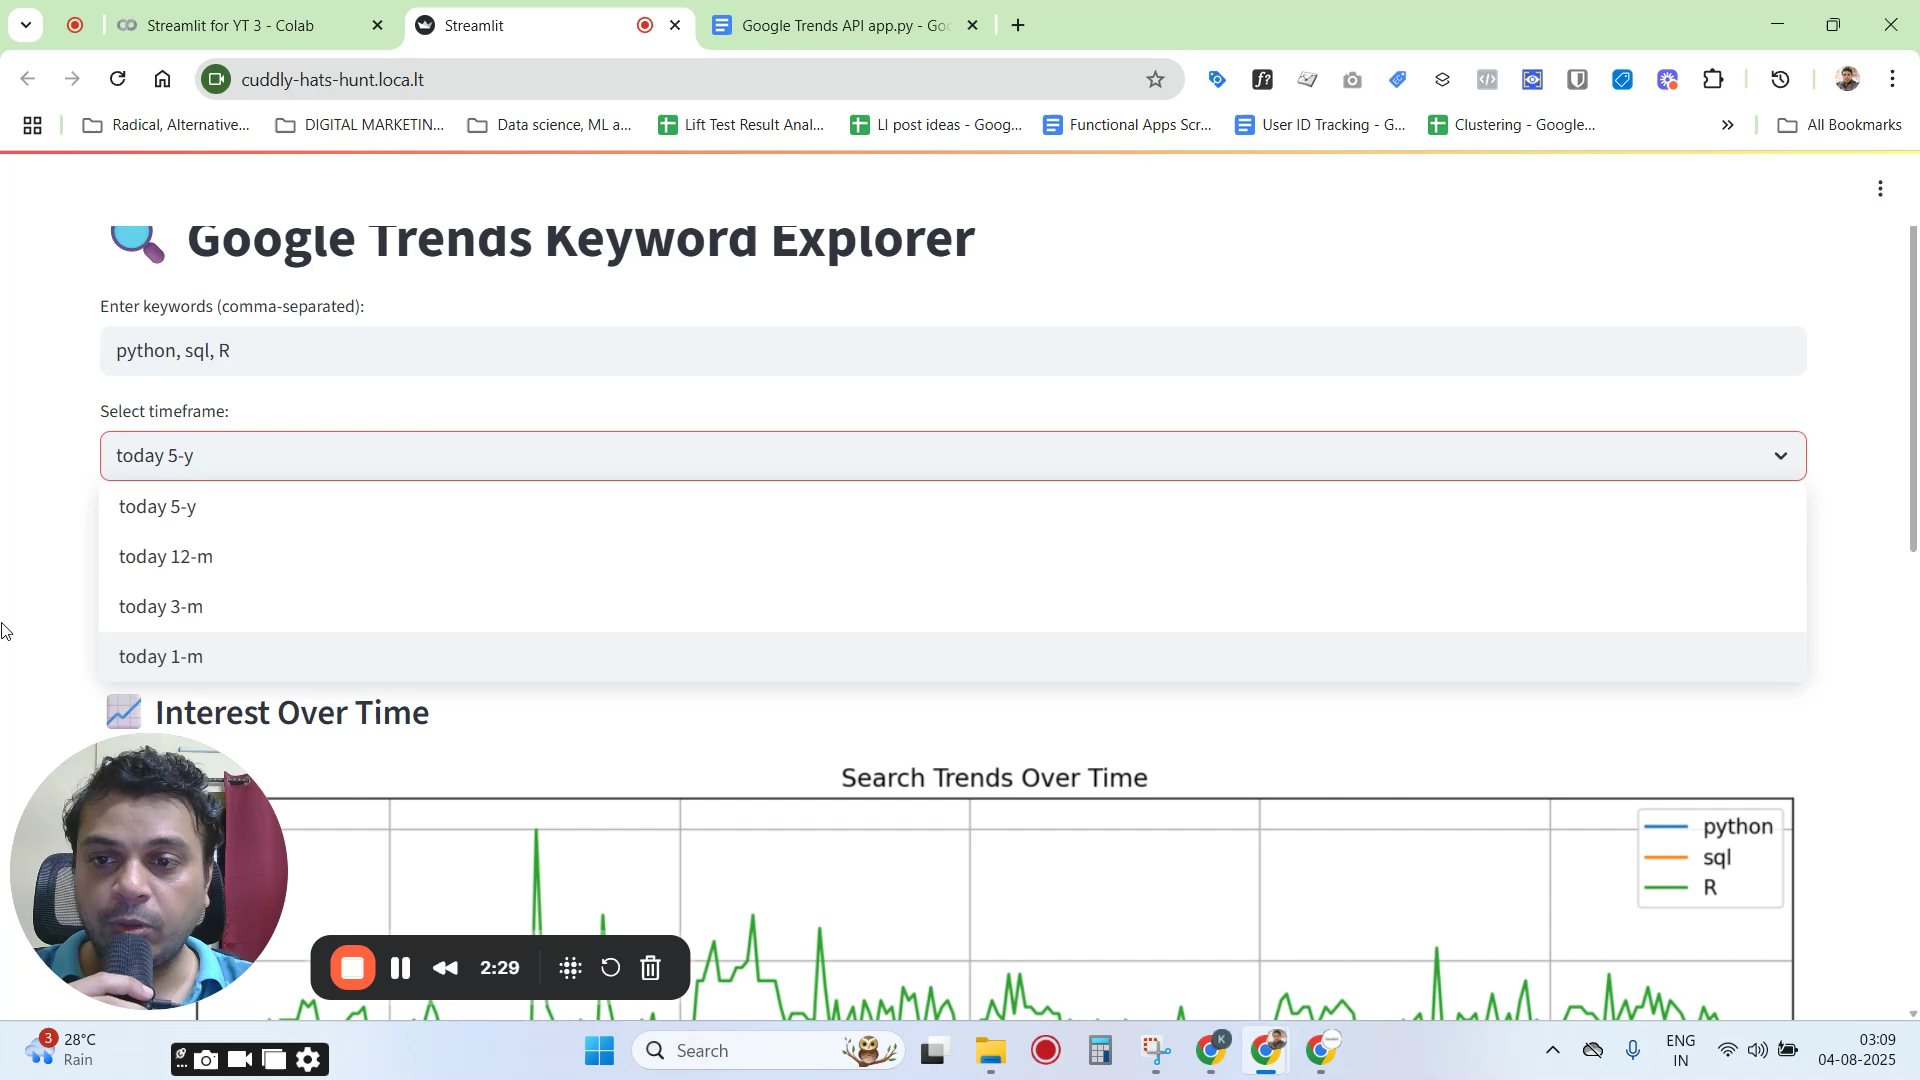 Streamlit for YT 3 - Colab
Streamlit
Google Trends API app.py - Goo
cuddly-hats-hunt.loca.lt
Radical, Alternative...
DIGITAL MARKETIN...
Data science, ML a...
Lift Test Result Anal...
LI post ideas - Goog...
Functional Apps Scr...
User ID Tracking - G...
Clustering - Google...
All Bookmarks
Google Trends Keyword Explorer
Enter keywords (comma-separated):
python, sql, R
Select timeframe:
today 5-y
today 5-y
today 12-m
today 3-m
today 1-m
Interest Over Time
Search Trends Over Time
python
sql
R
2:29
3
28°C
Rain
Search
K
ENG
IN
03:09
04-08-2025